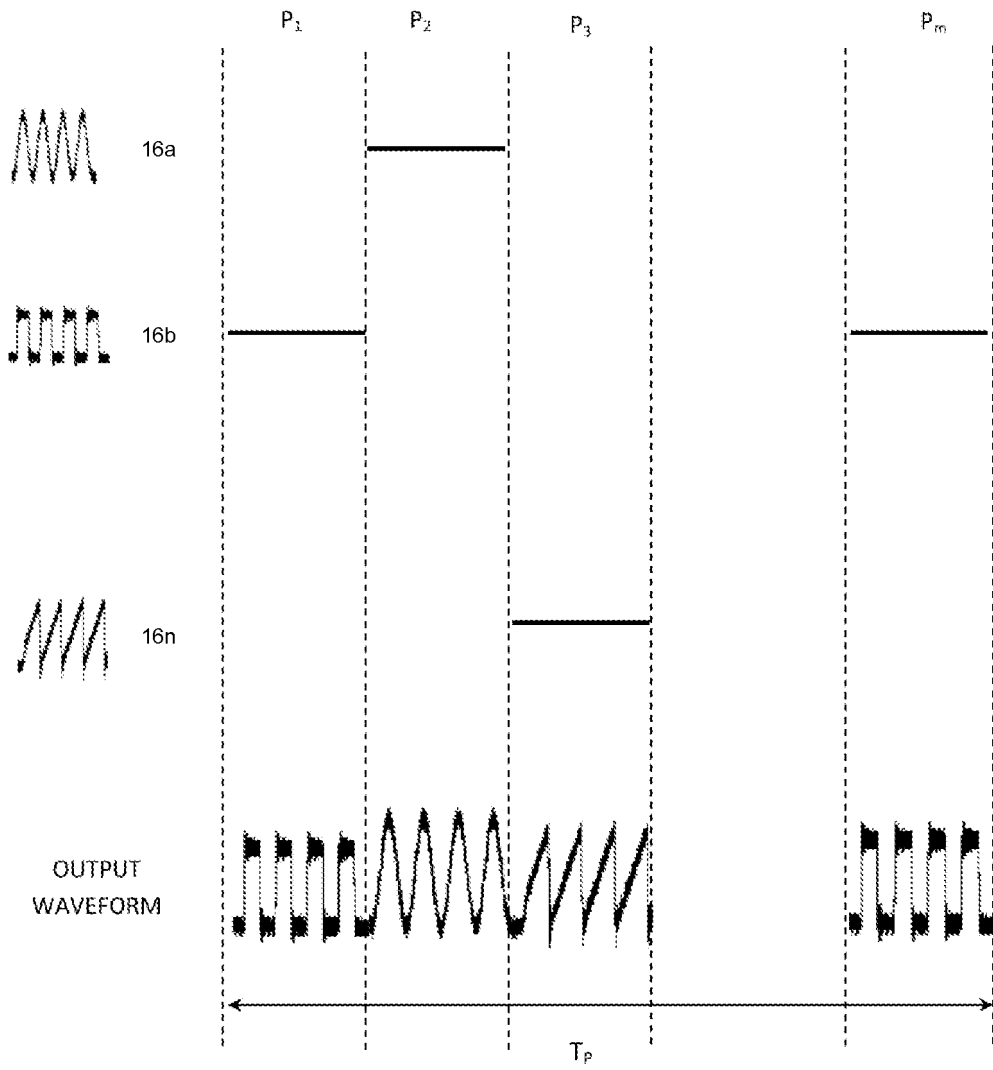 P₁ P₂ P₃ Pₘ
16a
16b
16n
OUTPUT
WAVEFORM
Tₚ